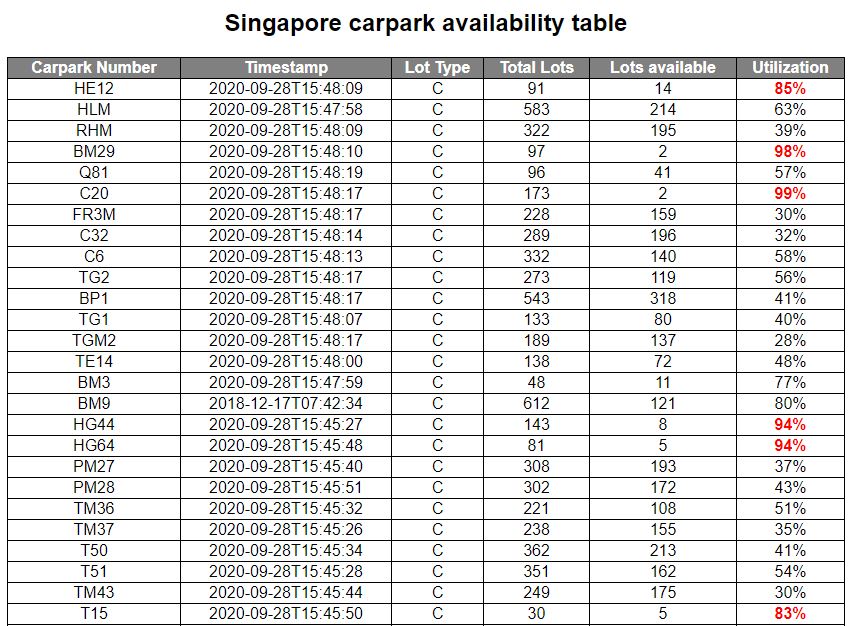 Singapore carpark availability table
Carpark Number Timestamp Lot Type Total Lots Lots available Utilization
HE12 2020-09-28T15:48:09 C 91 14 85%
HLM 2020-09-28T15:47:58 C 583 214 63%
RHM 2020-09-28T15:48:09 C 322 195 39%
BM29 2020-09-28T15:48:10 C 97 2 98%
Q81 2020-09-28T15:48:19 C 96 41 57%
C20 2020-09-28T15:48:17 C 173 2 99%
FR3M 2020-09-28T15:48:17 C 228 159 30%
C32 2020-09-28T15:48:14 C 289 196 32%
C6 2020-09-28T15:48:13 C 332 140 58%
TG2 2020-09-28T15:48:17 C 273 119 56%
BP1 2020-09-28T15:48:17 C 543 318 41%
TG1 2020-09-28T15:48:07 C 133 80 40%
TGM2 2020-09-28T15:48:17 C 189 137 28%
TE14 2020-09-28T15:48:00 C 138 72 48%
BM3 2020-09-28T15:47:59 C 48 11 77%
BM9 2018-12-17T07:42:34 C 612 121 80%
HG44 2020-09-28T15:45:27 C 143 8 94%
HG64 2020-09-28T15:45:48 C 81 5 94%
PM27 2020-09-28T15:45:40 C 308 193 37%
PM28 2020-09-28T15:45:51 C 302 172 43%
TM36 2020-09-28T15:45:32 C 221 108 51%
TM37 2020-09-28T15:45:26 C 238 155 35%
T50 2020-09-28T15:45:34 C 362 213 41%
T51 2020-09-28T15:45:28 C 351 162 54%
TM43 2020-09-28T15:45:44 C 249 175 30%
T15 2020-09-28T15:45:50 C 30 5 83%